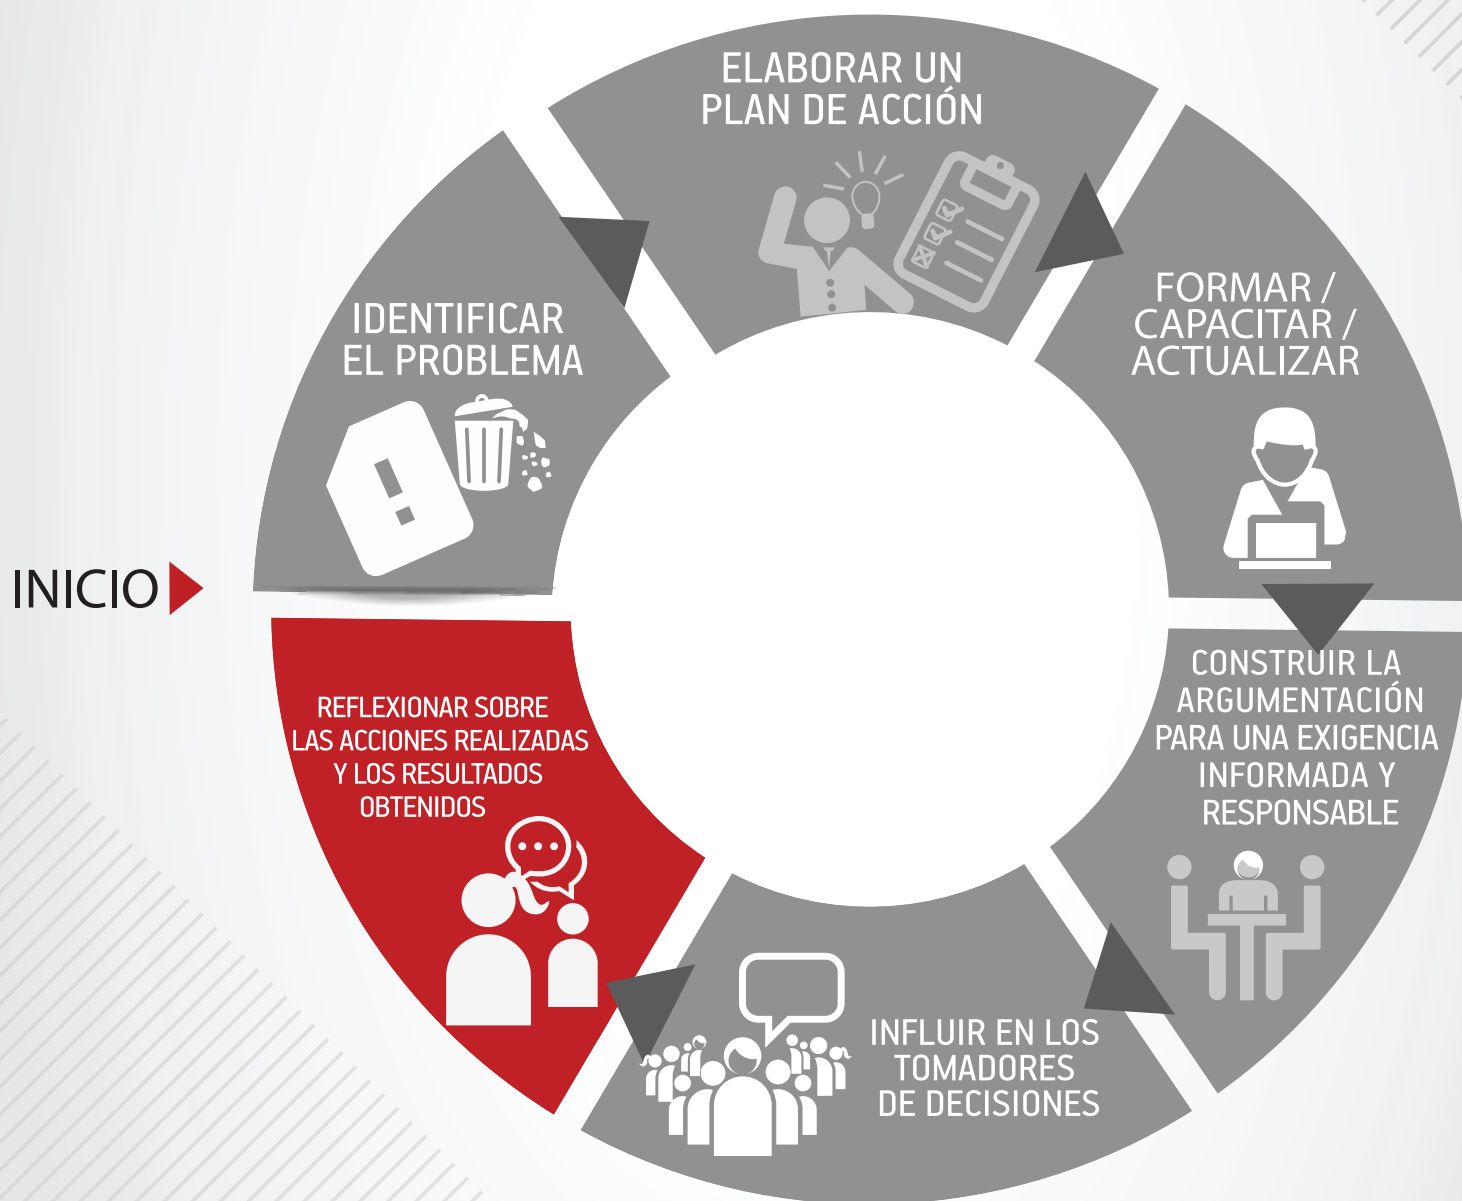 INICIO
IDENTIFICAR
EL PROBLEMA
ELABORAR UN
PLAN DE ACCIÓN
FORMAR /
CAPACITAR /
ACTUALIZAR
CONSTRUIR LA
ARGUMENTACIÓN
PARA UNA EXIGENCIA
INFORMADA Y
RESPONSABLE
INFLUIR EN LOS
TOMADORES
DE DECISIONES
REFLEXIONAR SOBRE
LAS ACCIONES REALIZADAS
Y LOS RESULTADOS
OBTENIDOS